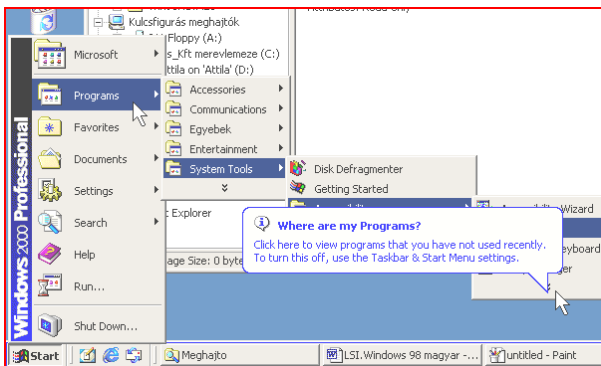 Attributes: Read-only
Kulcsfigurás meghajtók
Floppy (A:)
s_Kft merevlemeze (C:)
ttila on 'Attila' (D:)
Microsoft
Programs
Favorites
Documents
Settings
Search
Help
Run...
Shut Down...
Windows 2000 Professional
Accessories
Communications
Egyebek
Entertainment
System Tools
Disk Defragmenter
Getting Started
Wizard
Explorer
Where are my Programs?
Click here to view programs that you have not used recently.
To turn this off, use the Taskbar & Start Menu settings.
eyboard
age Size: 0 byte
Start
Meghajto
LSI.Windows 98 magyar -...
untitled - Paint